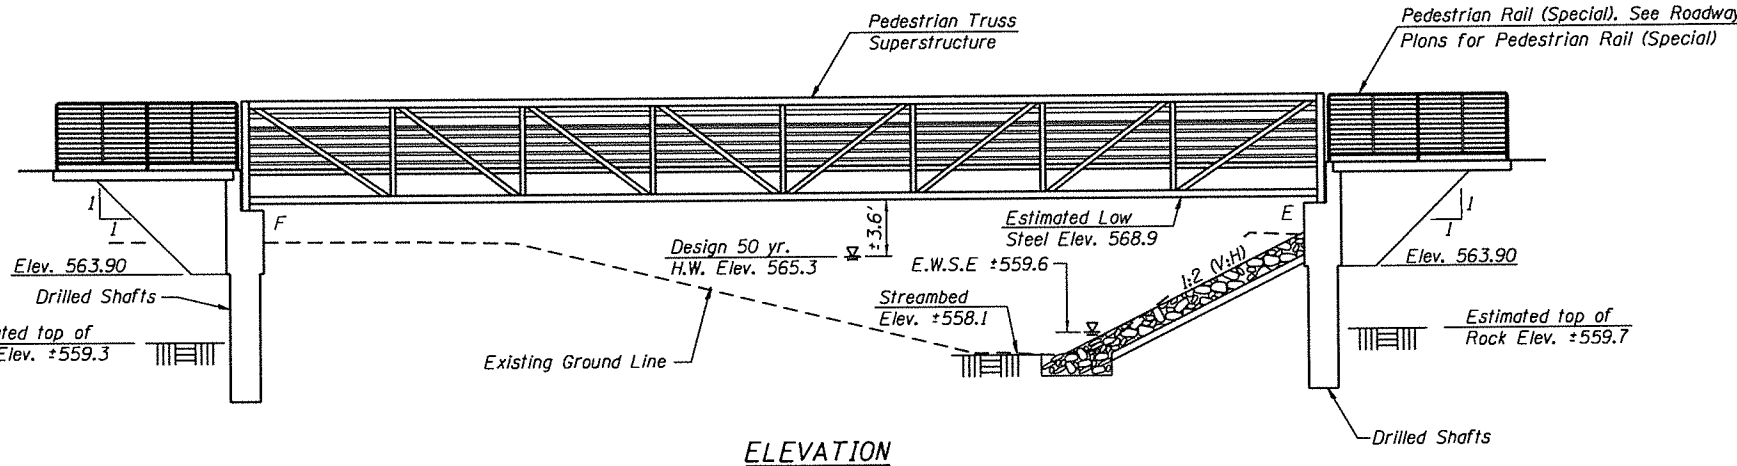 Pedestrian Truss
Superstructure
Pedestrian Rail (Special). See Roadway
Plans for Pedestrian Rail (Special)
1
1
F
Elev. 563.90
Drilled Shafts
top of
Elev. ±559.3
Existing Ground Line
Design 50 yr.
H.W. Elev. 565.3
±3.6'
Estimated Low
Steel Elev. 568.9
E.W.S.E ±559.6
Streambed
Elev. ±558.1
1:2 (V:H)
E
1
1
Elev. 563.90
Estimated top of
Rock Elev. ±559.7
Drilled Shafts
ELEVATION